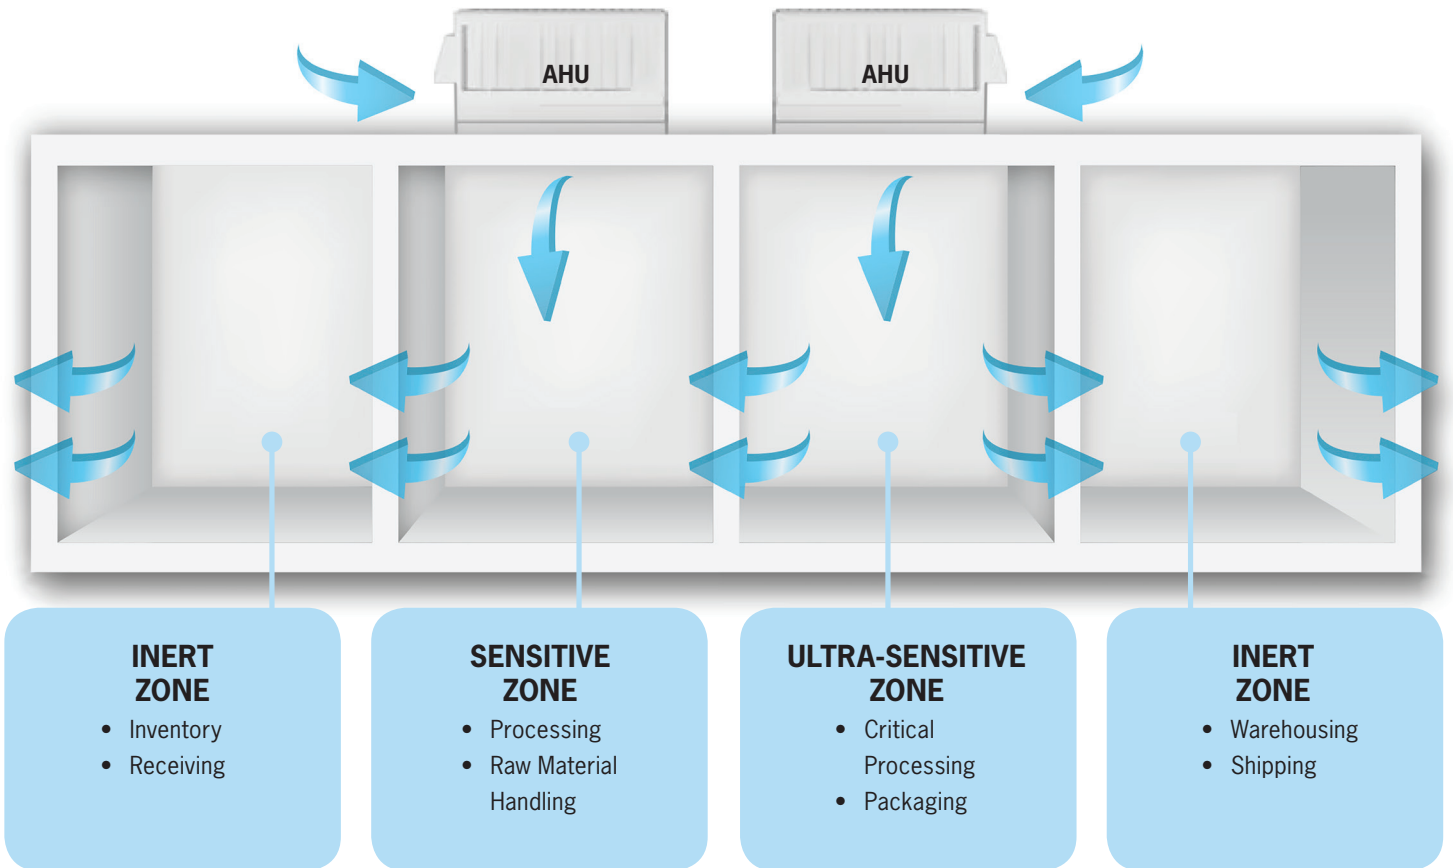 AHU
AHU
INERT
ZONE
• Inventory
• Receiving
SENSITIVE
ZONE
• Processing
• Raw Material
Handling
ULTRA-SENSITIVE
ZONE
• Critical
Processing
• Packaging
INERT
ZONE
• Warehousing
• Shipping